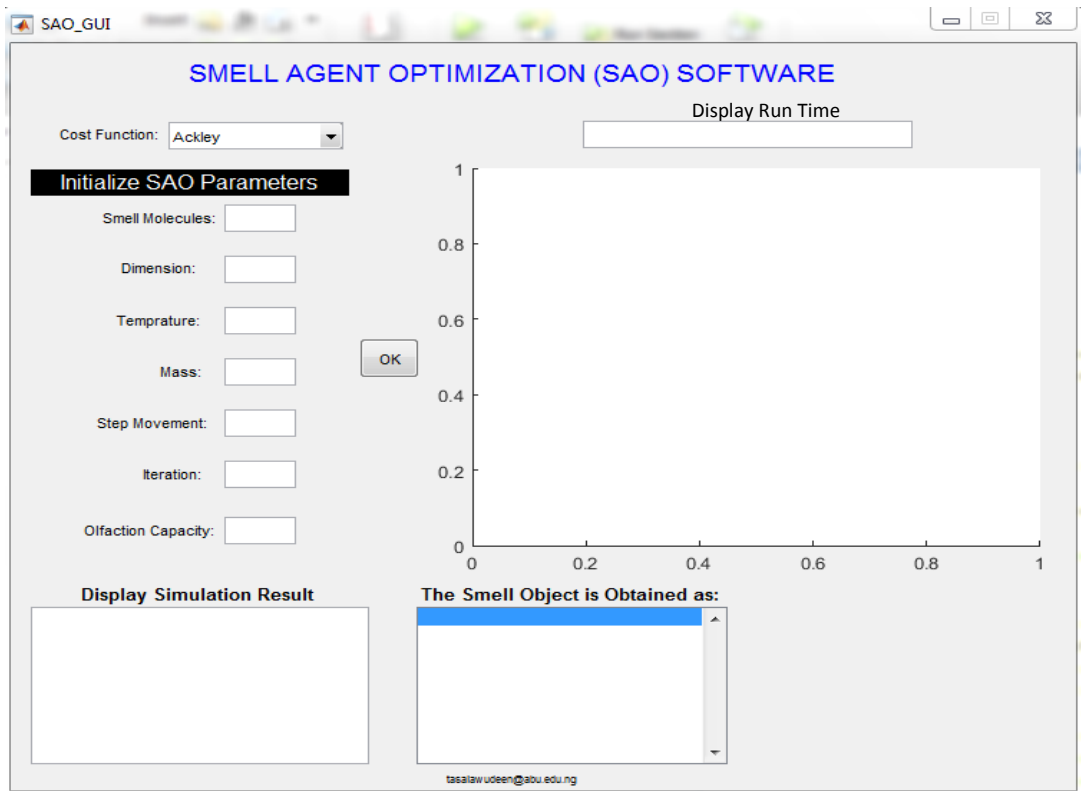 SAO_GUI
SMELL AGENT OPTIMIZATION (SAO) SOFTWARE
Display Run Time
Cost Function: Ackley
Initialize SAO Parameters
Smell Molecules:
Dimension:
Temprature:
Mass:
OK
Step Movement:
Iteration:
Olfaction Capacity:
1
0.8
0.6
0.4
0.2
0
0 0.2 0.4 0.6 0.8 1
Display Simulation Result
The Smell Object is Obtained as:
tasalawudeen@abu.edu.ng